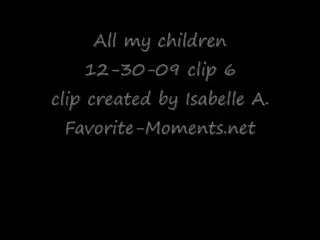 All my children
12-30-09 clip 6
clip created by Isabelle A.
Favorite-Moments.net